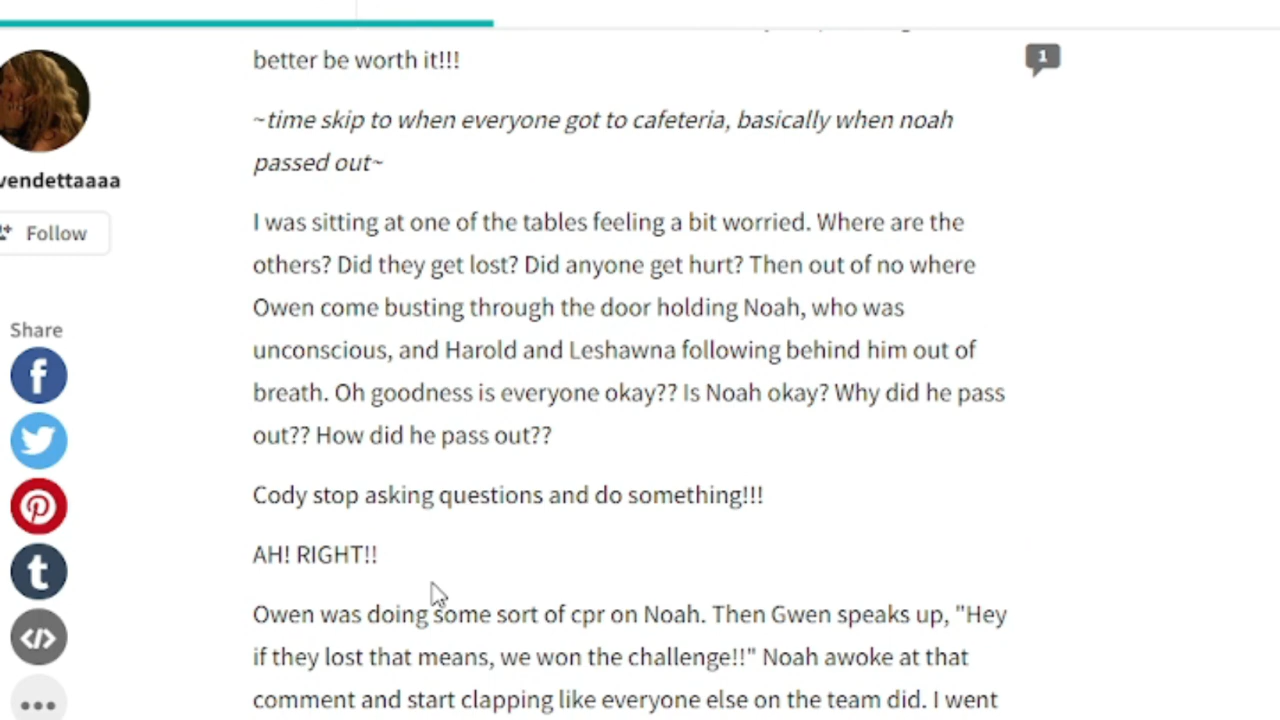 better be worth it!!!
1
~time skip to when everyone got to cafeteria, basically when noah
passed out~
vendettaaaa
Follow
I was sitting at one of the tables feeling a bit worried. Where are the
others? Did they get lost? Did anyone get hurt? Then out of no where
Owen come busting through the door holding Noah, who was
unconscious, and Harold and Leshawna following behind him out of
breath. Oh goodness is everyone okay?? Is Noah okay? Why did he pass
out?? How did he pass out??
Share
Cody stop asking questions and do something!!!
AH! RIGHT!!
Owen was doing some sort of cpr on Noah. Then Gwen speaks up, "Hey
if they lost that means, we won the challenge!!" Noah awoke at that
comment and start clapping like everyone else on the team did. I went